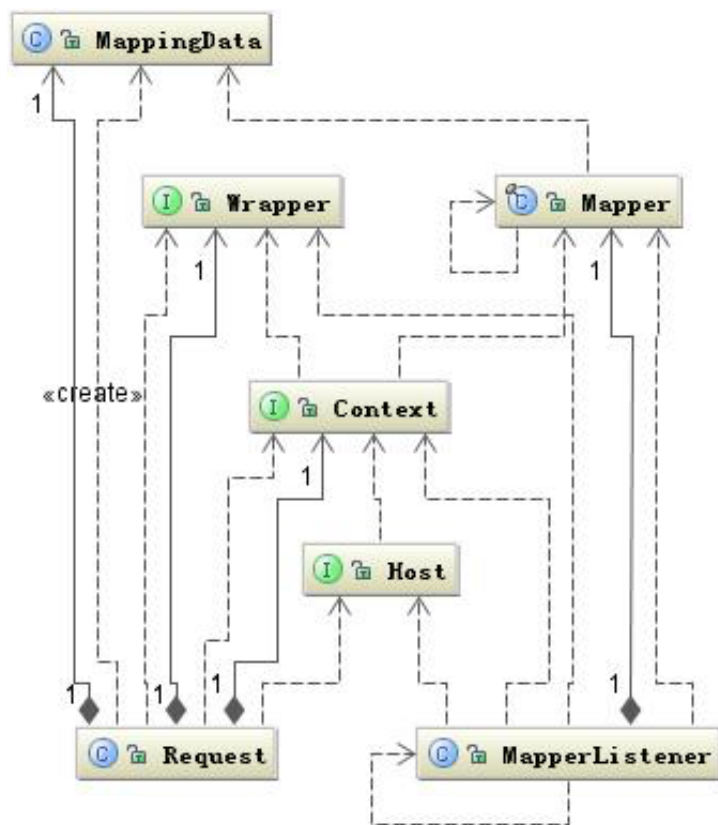 C MappingData
1
I Wrapper
C Mapper
1
1
«create»
I Context
1
I Host
1
1
1
1
C Request
C MapperListener